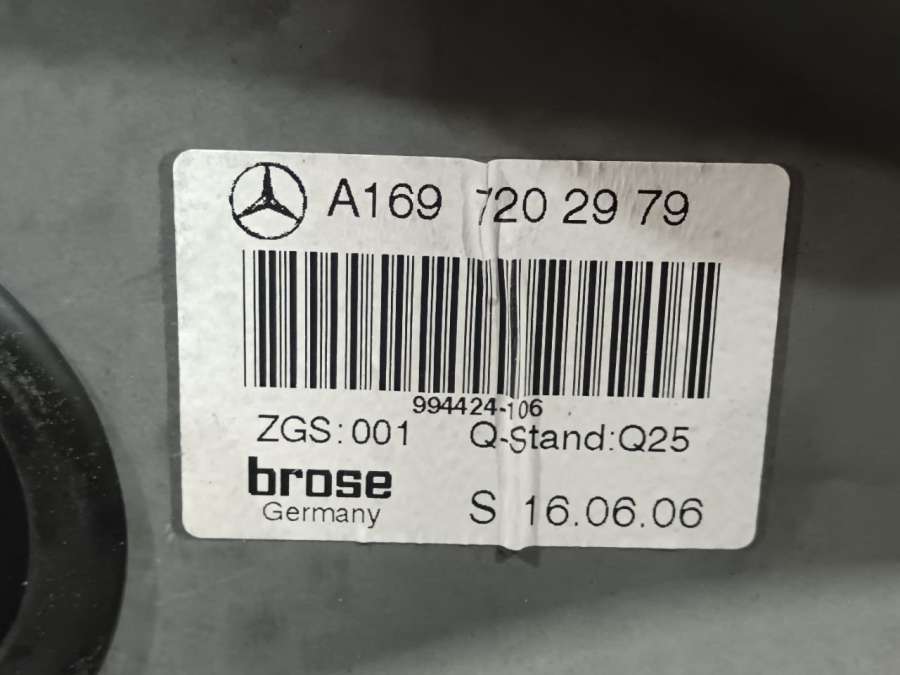 A169 720 29 79
994424-106
ZGS:001 Q-Stand:Q25
brose
Germany
S 16.06.06